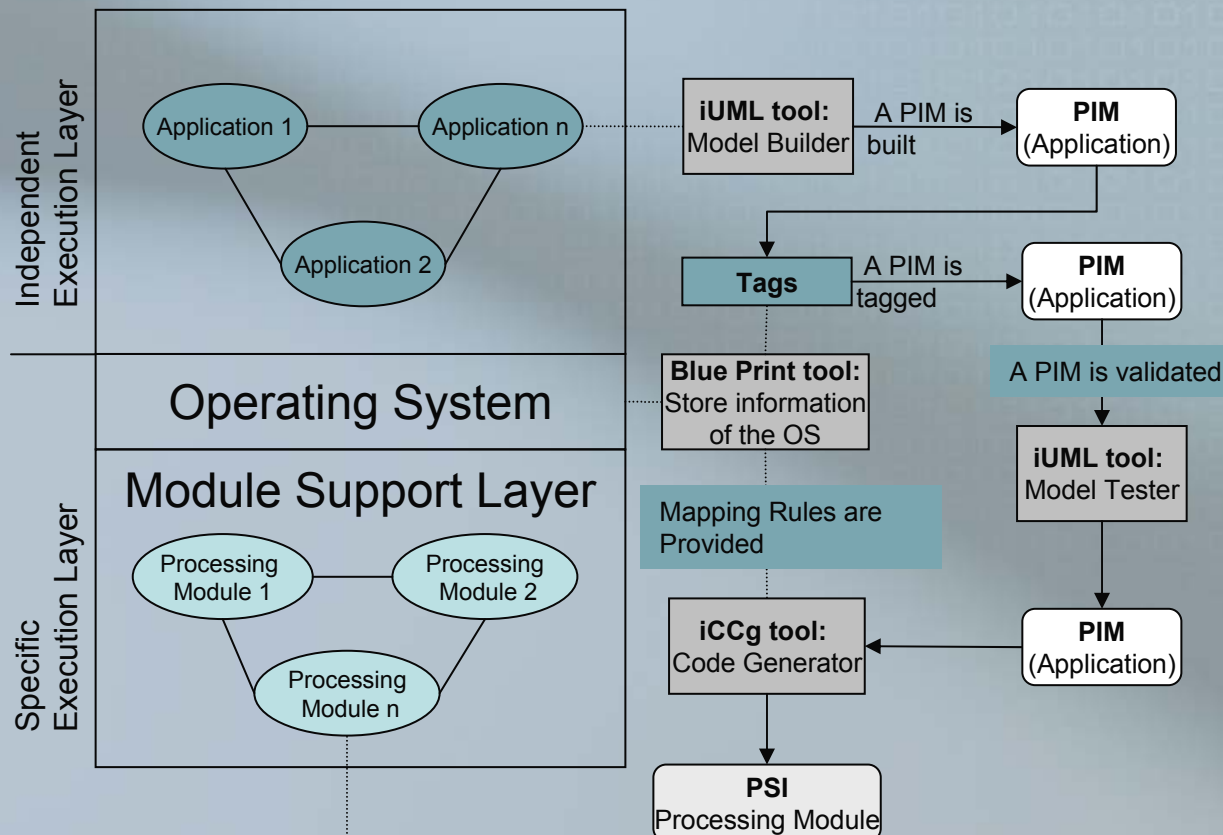 Independent
Execution Layer
Application 1
Application n
Application 2
iUML tool:
Model Builder
A PIM is
built
PIM
(Application)
Tags
A PIM is
tagged
PIM
(Application)
Operating System
Blue Print tool:
Store information
of the OS
A PIM is validated
Specific
Execution Layer
Module Support Layer
Processing
Module 1
Processing
Module 2
Processing
Module n
Mapping Rules are
Provided
iUML tool:
Model Tester
iCCg tool:
Code Generator
PIM
(Application)
PSI
Processing Module